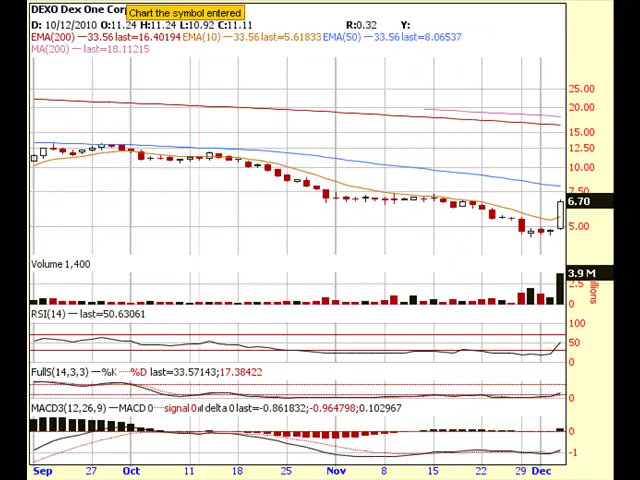 DEXO Dex One Corp
Chart the symbol entered
D: 10/12/2010 O:11.24 H:11.24 L:10.92 C:11.11 R:0.32 Y:
EMA(200) —33.56 last=16.40194 EMA(10) —33.56 last=5.61833 EMA(50) —33.56 last=8.06537
MA(200) — last=18.11215
25.00
20.00
15.00
12.50
10.00
7.50
6.70
5.00
Volume 1,400
3.9 M
2.5
millions
RSI(14) — last=50.63061
100
50
0
FullS(14,3,3) —%K —%D last=33.57143;17.38422
MACD3(12,26,9) —MACD 0 signal 0 delta 0 last=-0.861832;-0.964798;0.102967
0
-1
Sep 27 Oct 11 18 25 Nov 8 15 22 29 Dec